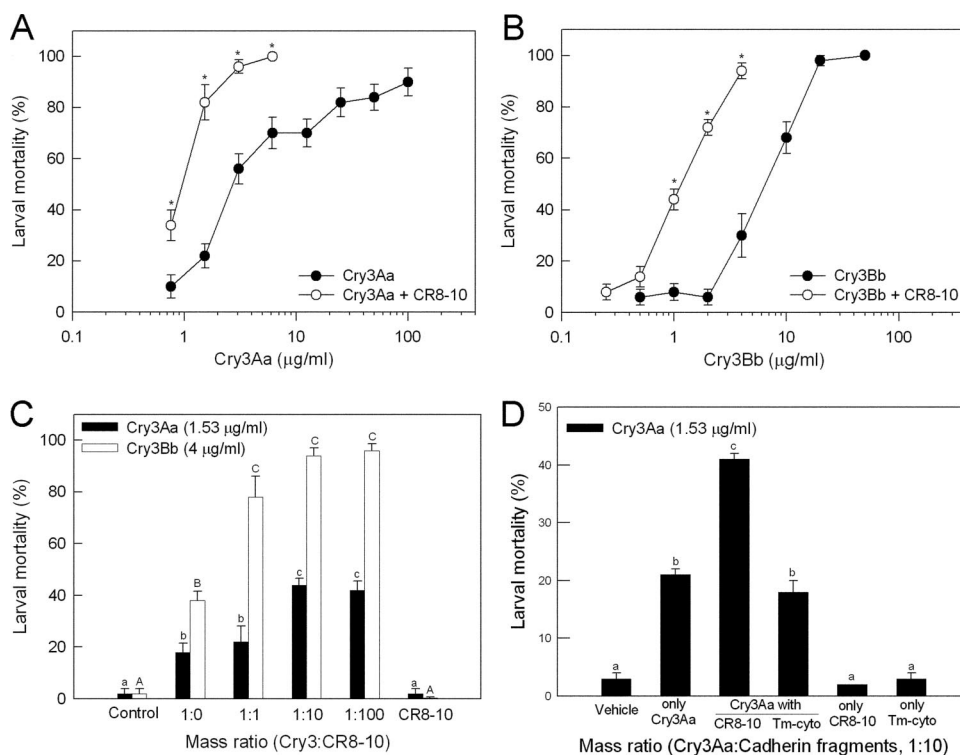 A
100
80
60
40
20
0
Larval mortality (%)
* * * *
Cry3Aa
Cry3Aa + CR8-10
0.1 1 10 100
Cry3Aa (μg/ml)
B
100
80
60
40
20
0
Larval mortality (%)
* * *
Cry3Bb
Cry3Bb + CR8-10
0.1 1 10 100
Cry3Bb (μg/ml)
C
Cry3Aa (1.53 μg/ml)
Cry3Bb (4 μg/ml)
100
80
60
40
20
0
Larval mortality (%)
a A b B b C c C c C a A
Control 1:0 1:1 1:10 1:100 CR8-10
Mass ratio (Cry3:CR8-10)
D
Cry3Aa (1.53 μg/ml)
50
40
30
20
10
0
Larval mortality (%)
a b c b a a
Vehicle
only
Cry3Aa
Cry3Aa with
CR8-10 Tm-cyto
only
CR8-10
only
Tm-cyto
Mass ratio (Cry3Aa:Cadherin fragments, 1:10)